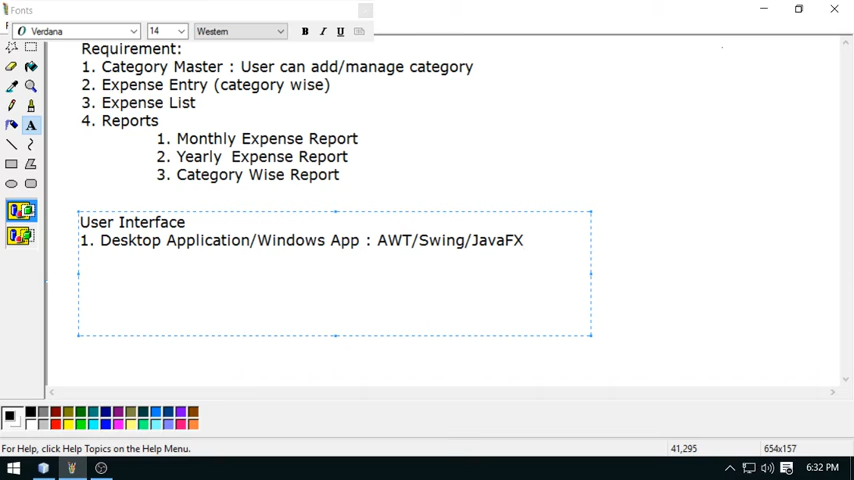 Fonts
Verdana
14
Western
B I U
Requirement:
1. Category Master : User can add/manage category
2. Expense Entry (category wise)
3. Expense List
4. Reports
1. Monthly Expense Report
2. Yearly  Expense Report
3. Category Wise Report
A
User Interface
1. Desktop Application/Windows App : AWT/Swing/JavaFX
For Help, click Help Topics on the Help Menu.
41,295
654x157
6:32 PM